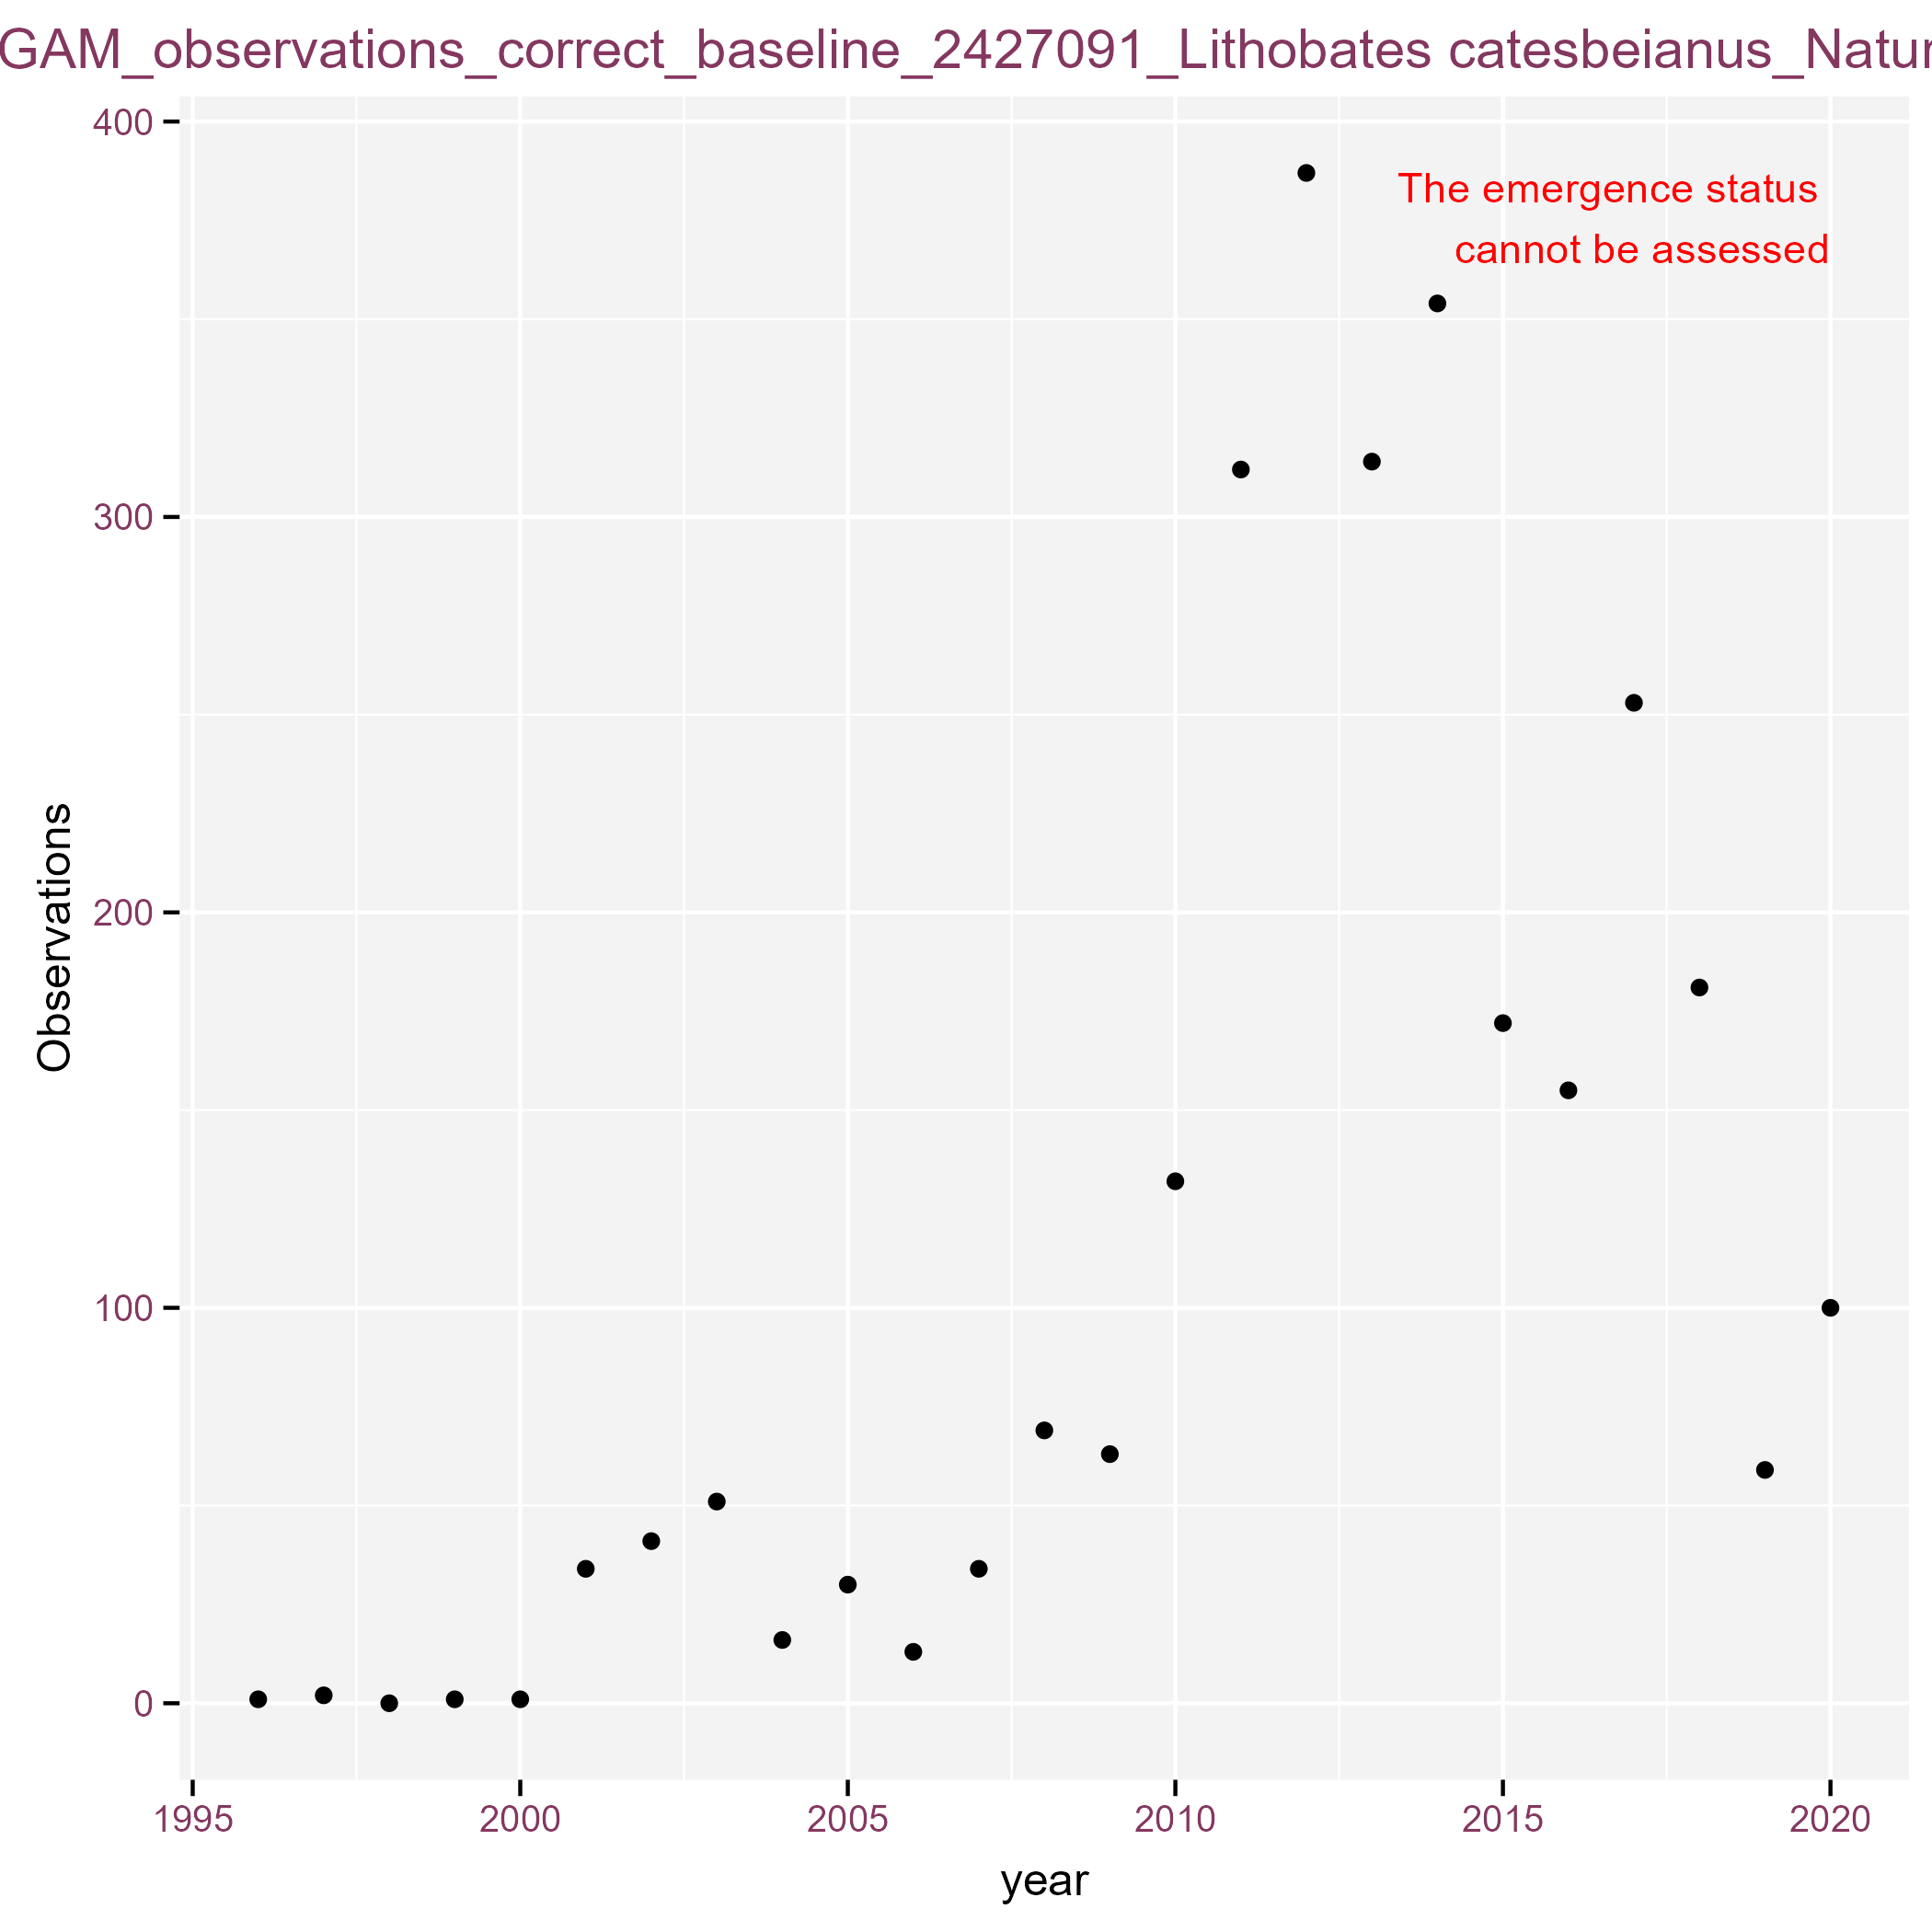 GAM_observations_correct_baseline_2427091_Lithobates catesbeianus_Natur
400
The emergence status
cannot be assessed
300
Observations
200
100
0
1995 2000 2005 2010 2015 2020
year